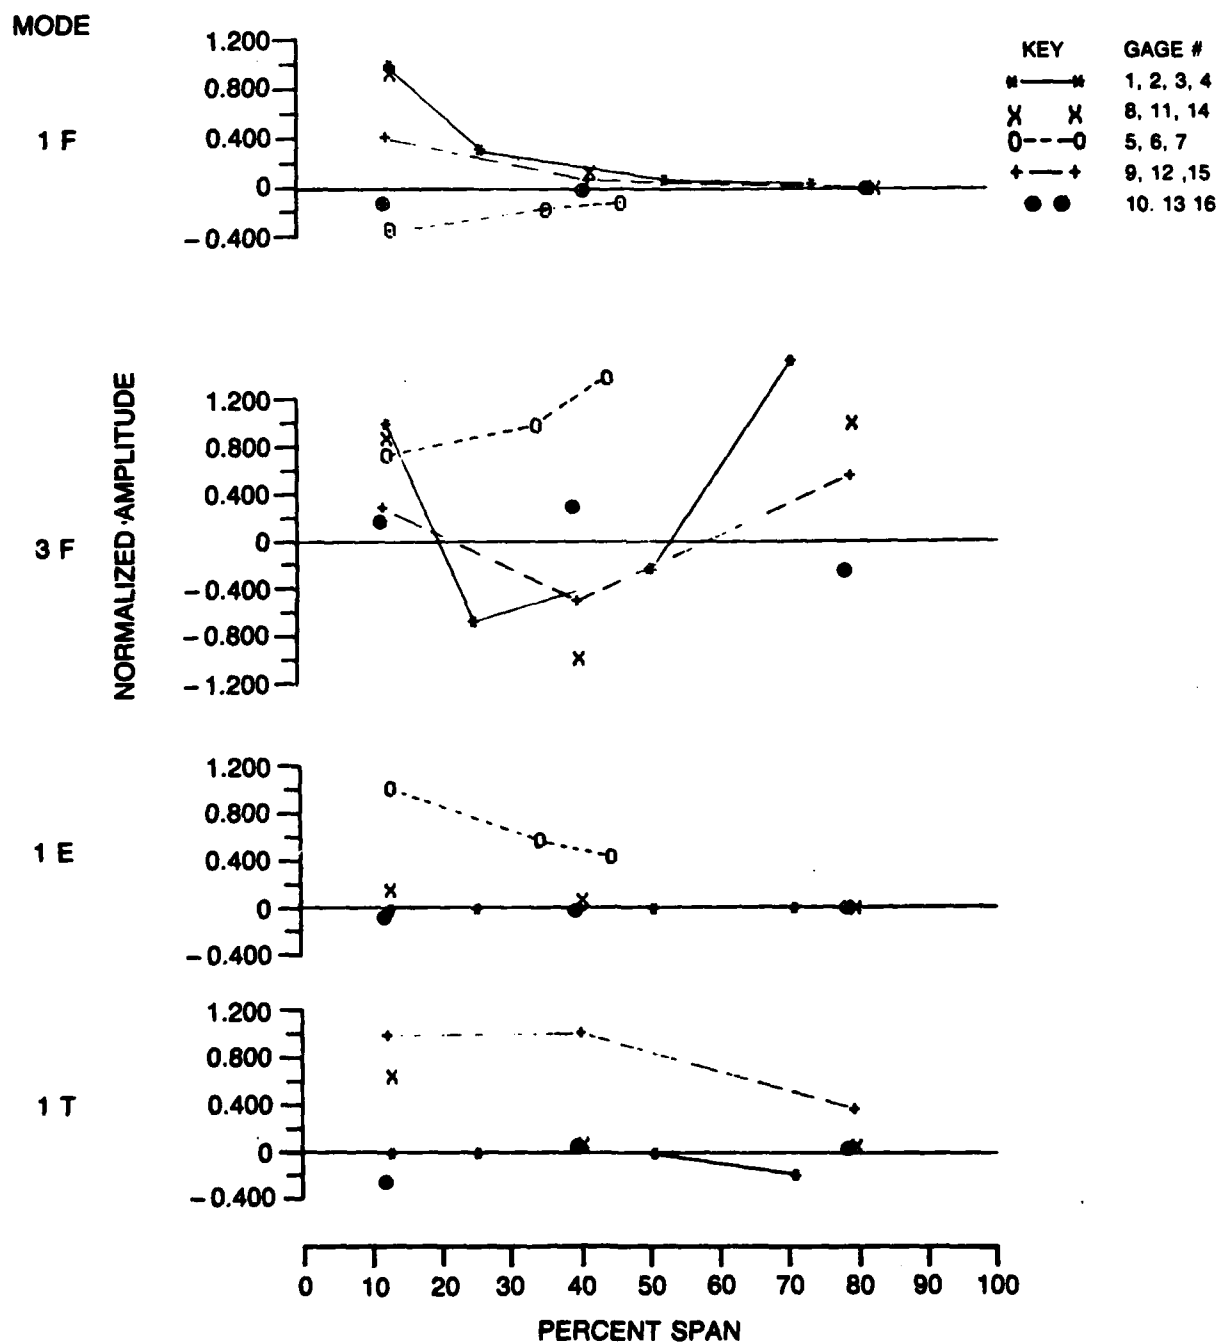 MODE
KEY GAGE #
1, 2, 3, 4
8, 11, 14
5, 6, 7
9, 12 ,15
10. 13 16
1 F
1.200
0.800
0.400
0
−0.400
NORMALIZED AMPLITUDE
3 F
1.200
0.800
0.400
0
−0.400
−0.800
−1.200
1 E
1.200
0.800
0.400
0
−0.400
1 T
1.200
0.800
0.400
0
−0.400
0 10 20 30 40 50 60 70 80 90 100
PERCENT SPAN